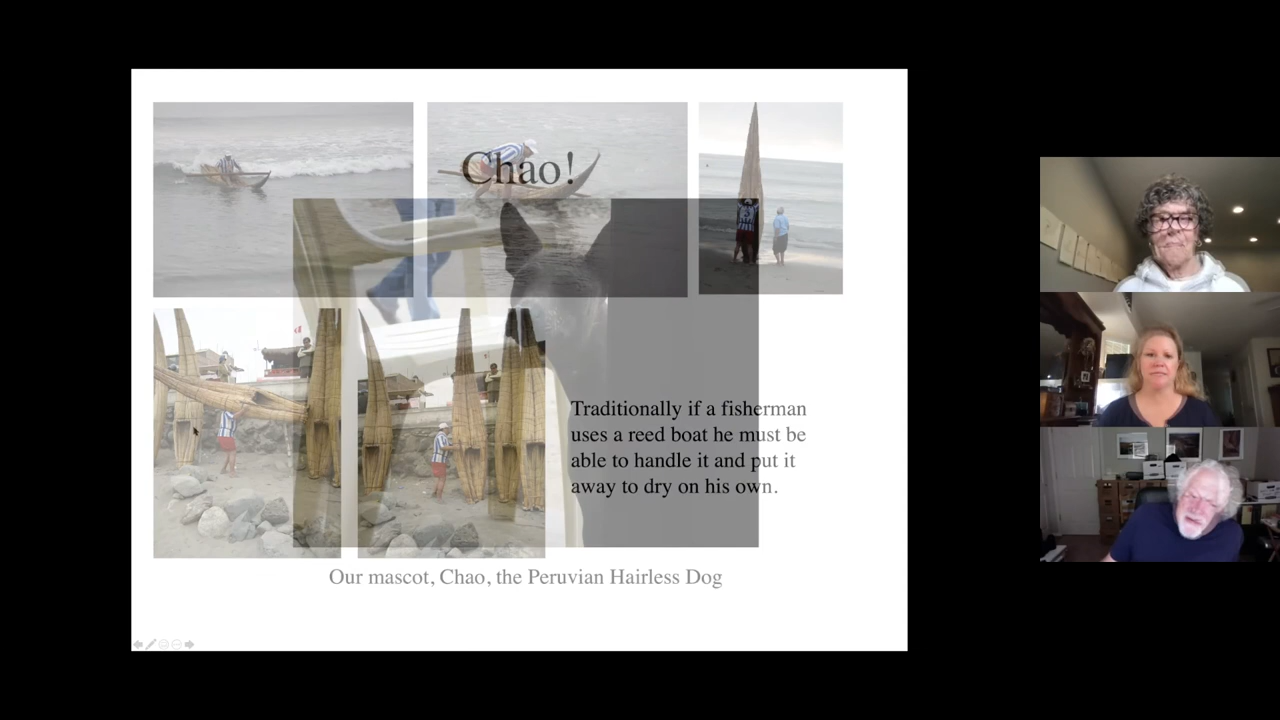 Chao!
Traditionally if a fisherman
uses a reed boat he must be
able to handle it and put it
away to dry on his own.
Our mascot, Chao, the Peruvian Hairless Dog